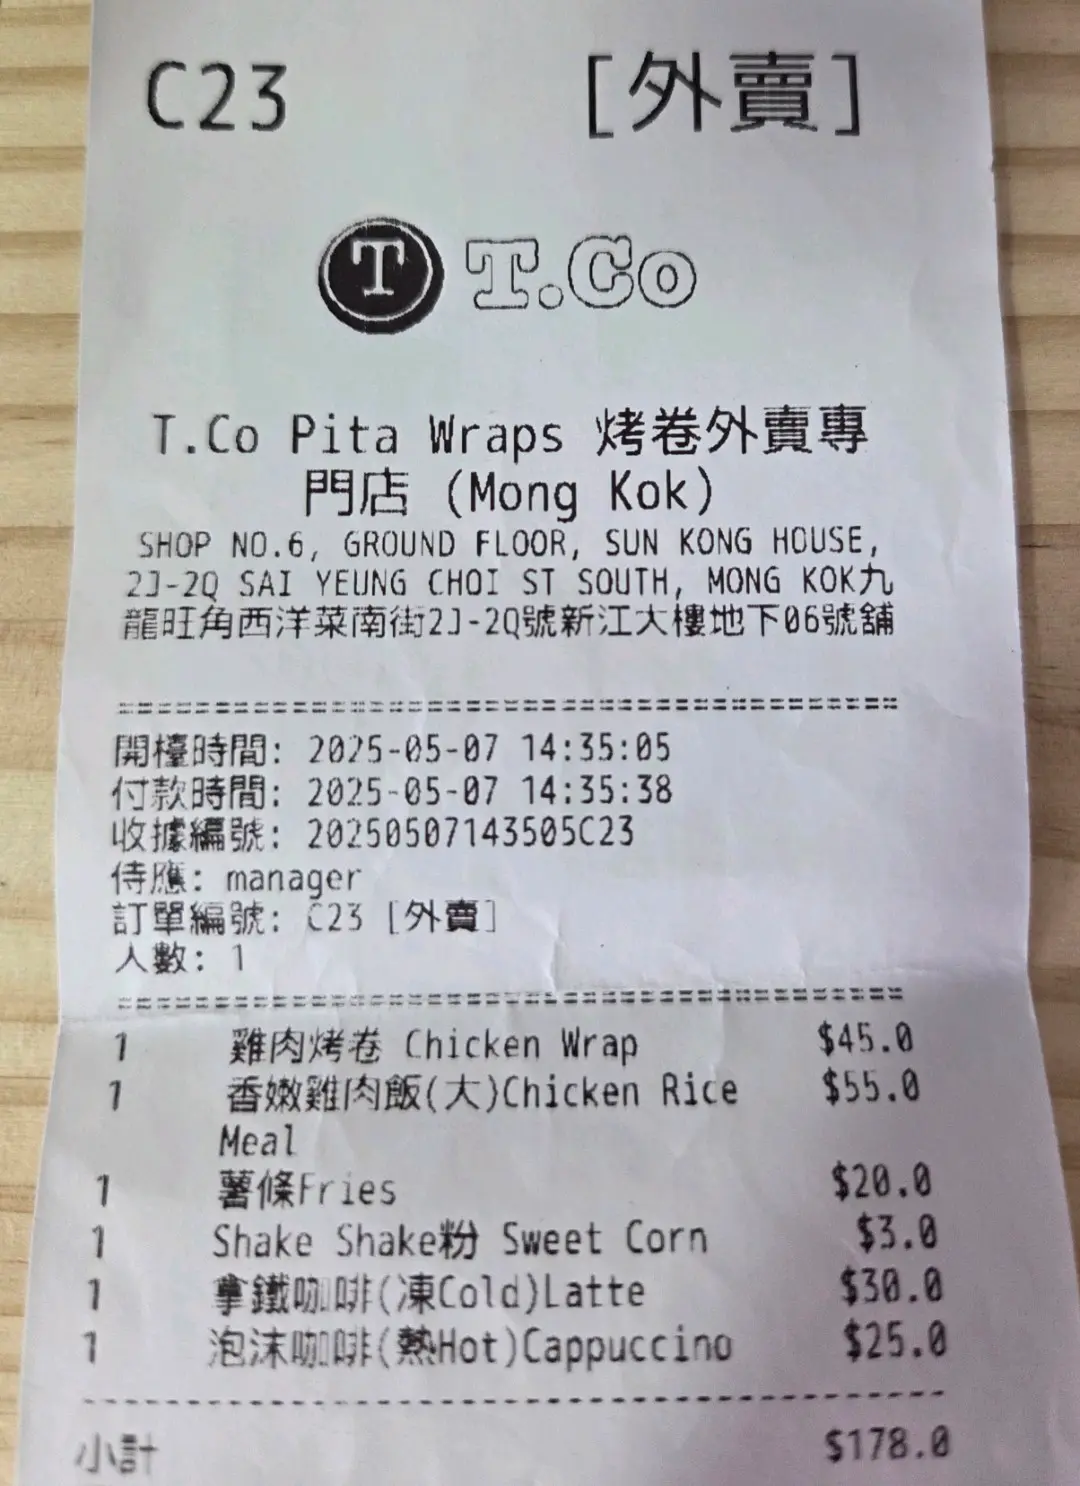 C23 [外賣]
T T.Co
T.Co Pita Wraps 烤卷外賣專
門店 (Mong Kok)
SHOP NO.6, GROUND FLOOR, SUN KONG HOUSE,
2J-2Q SAI YEUNG CHOI ST SOUTH, MONG KOK九
龍旺角西洋菜南街2J-2Q號新江大樓地下06號舖
==========================================
開檯時間: 2025-05-07 14:35:05
付款時間: 2025-05-07 14:35:38
收據編號: 20250507143505C23
侍應: manager
訂單編號: C23 [外賣]
人數: 1
==========================================
1 雞肉烤卷 Chicken Wrap $45.0
1 香嫩雞肉飯(大)Chicken Rice $55.0
Meal
1 薯條Fries $20.0
1 Shake Shake粉 Sweet Corn $3.0
1 拿鐵咖啡(凍Cold)Latte $30.0
1 泡沫咖啡(熱Hot)Cappuccino $25.0
------------------------------------------
小計 $178.0